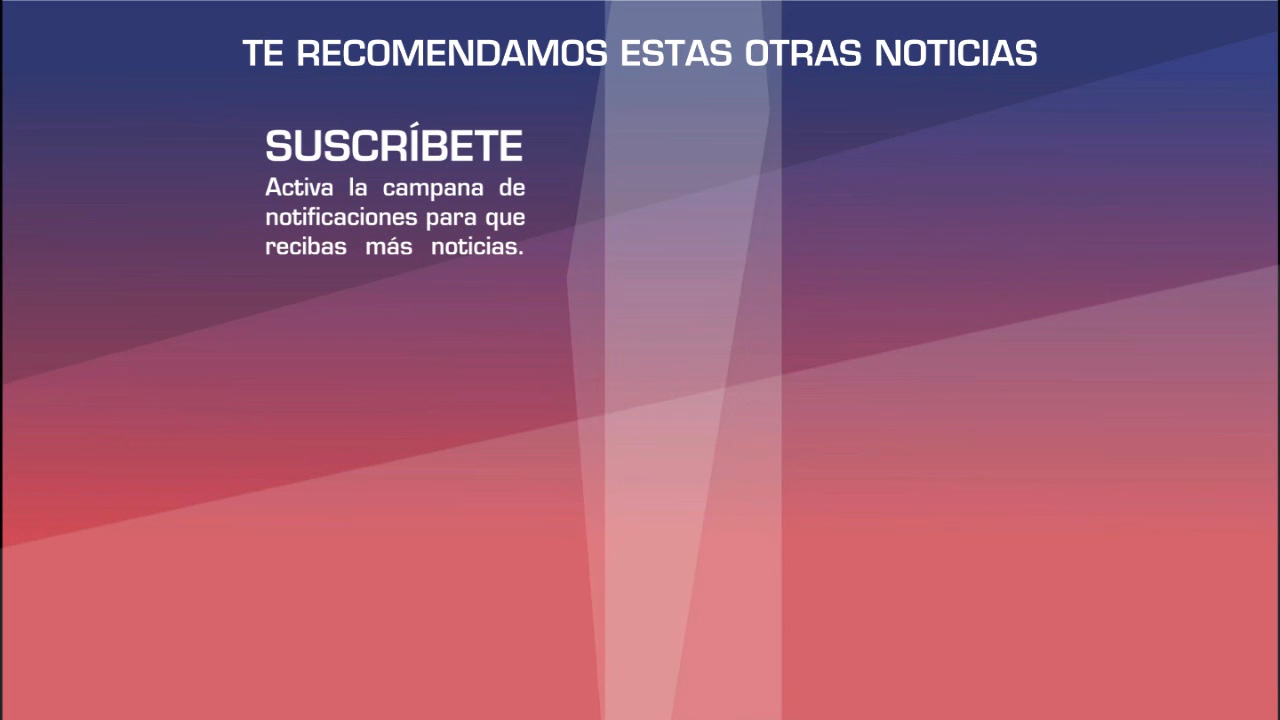 TE RECOMENDAMOS ESTAS OTRAS NOTICIAS
SUSCRÍBETE
Activa la campana de
notificaciones para que
recibas más noticias.